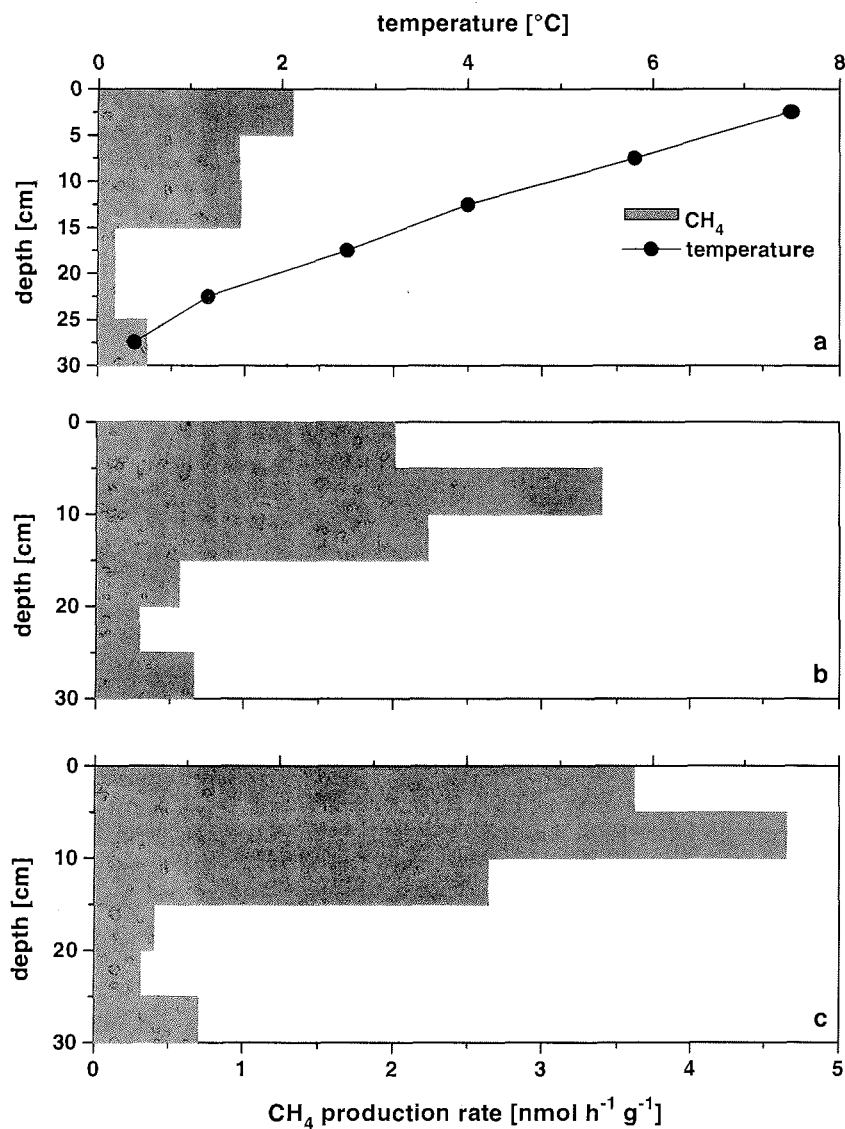 temperature [°C]
0 2 4 6 8
0
5
10
15
20
25
30
depth [cm]
CH₄
temperature
a
0
10
20
30
depth [cm]
b
0
10
20
30
depth [cm]
c
0 1 2 3 4 5
CH₄ production rate [nmol h⁻¹ g⁻¹]